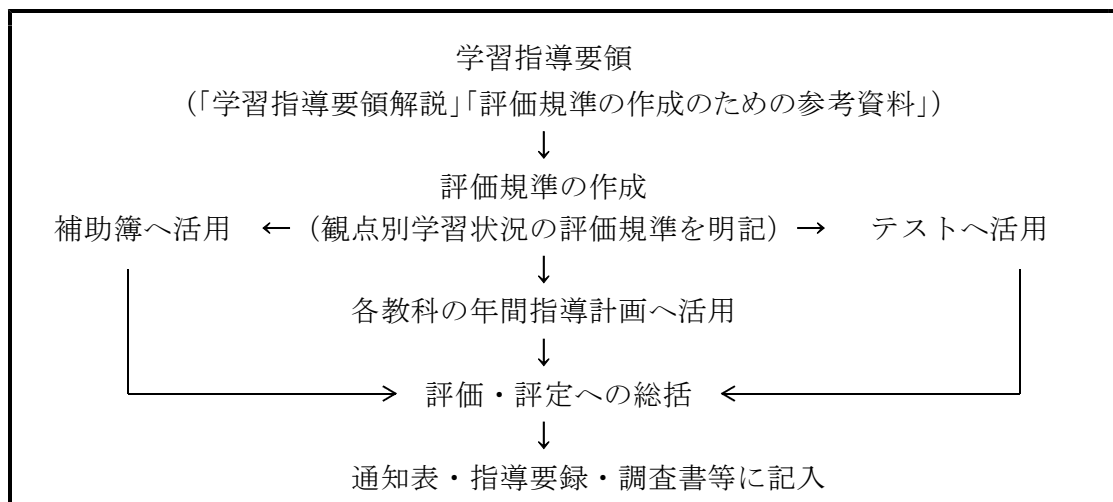 学習指導要領
（「学習指導要領解説」「評価規準の作成のための参考資料」）
↓
評価規準の作成
補助簿へ活用 ←（観点別学習状況の評価規準を明記）→ テストへ活用
↓
各教科の年間指導計画へ活用
↓
評価・評定への総括
↓
通知表・指導要録・調査書等に記入